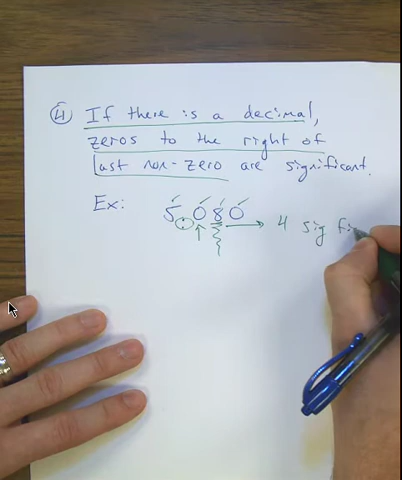 ④ If there is a decimal,
zeros to the right of
last non-zero are significant.
Ex: 5.080 → 4 sig fi